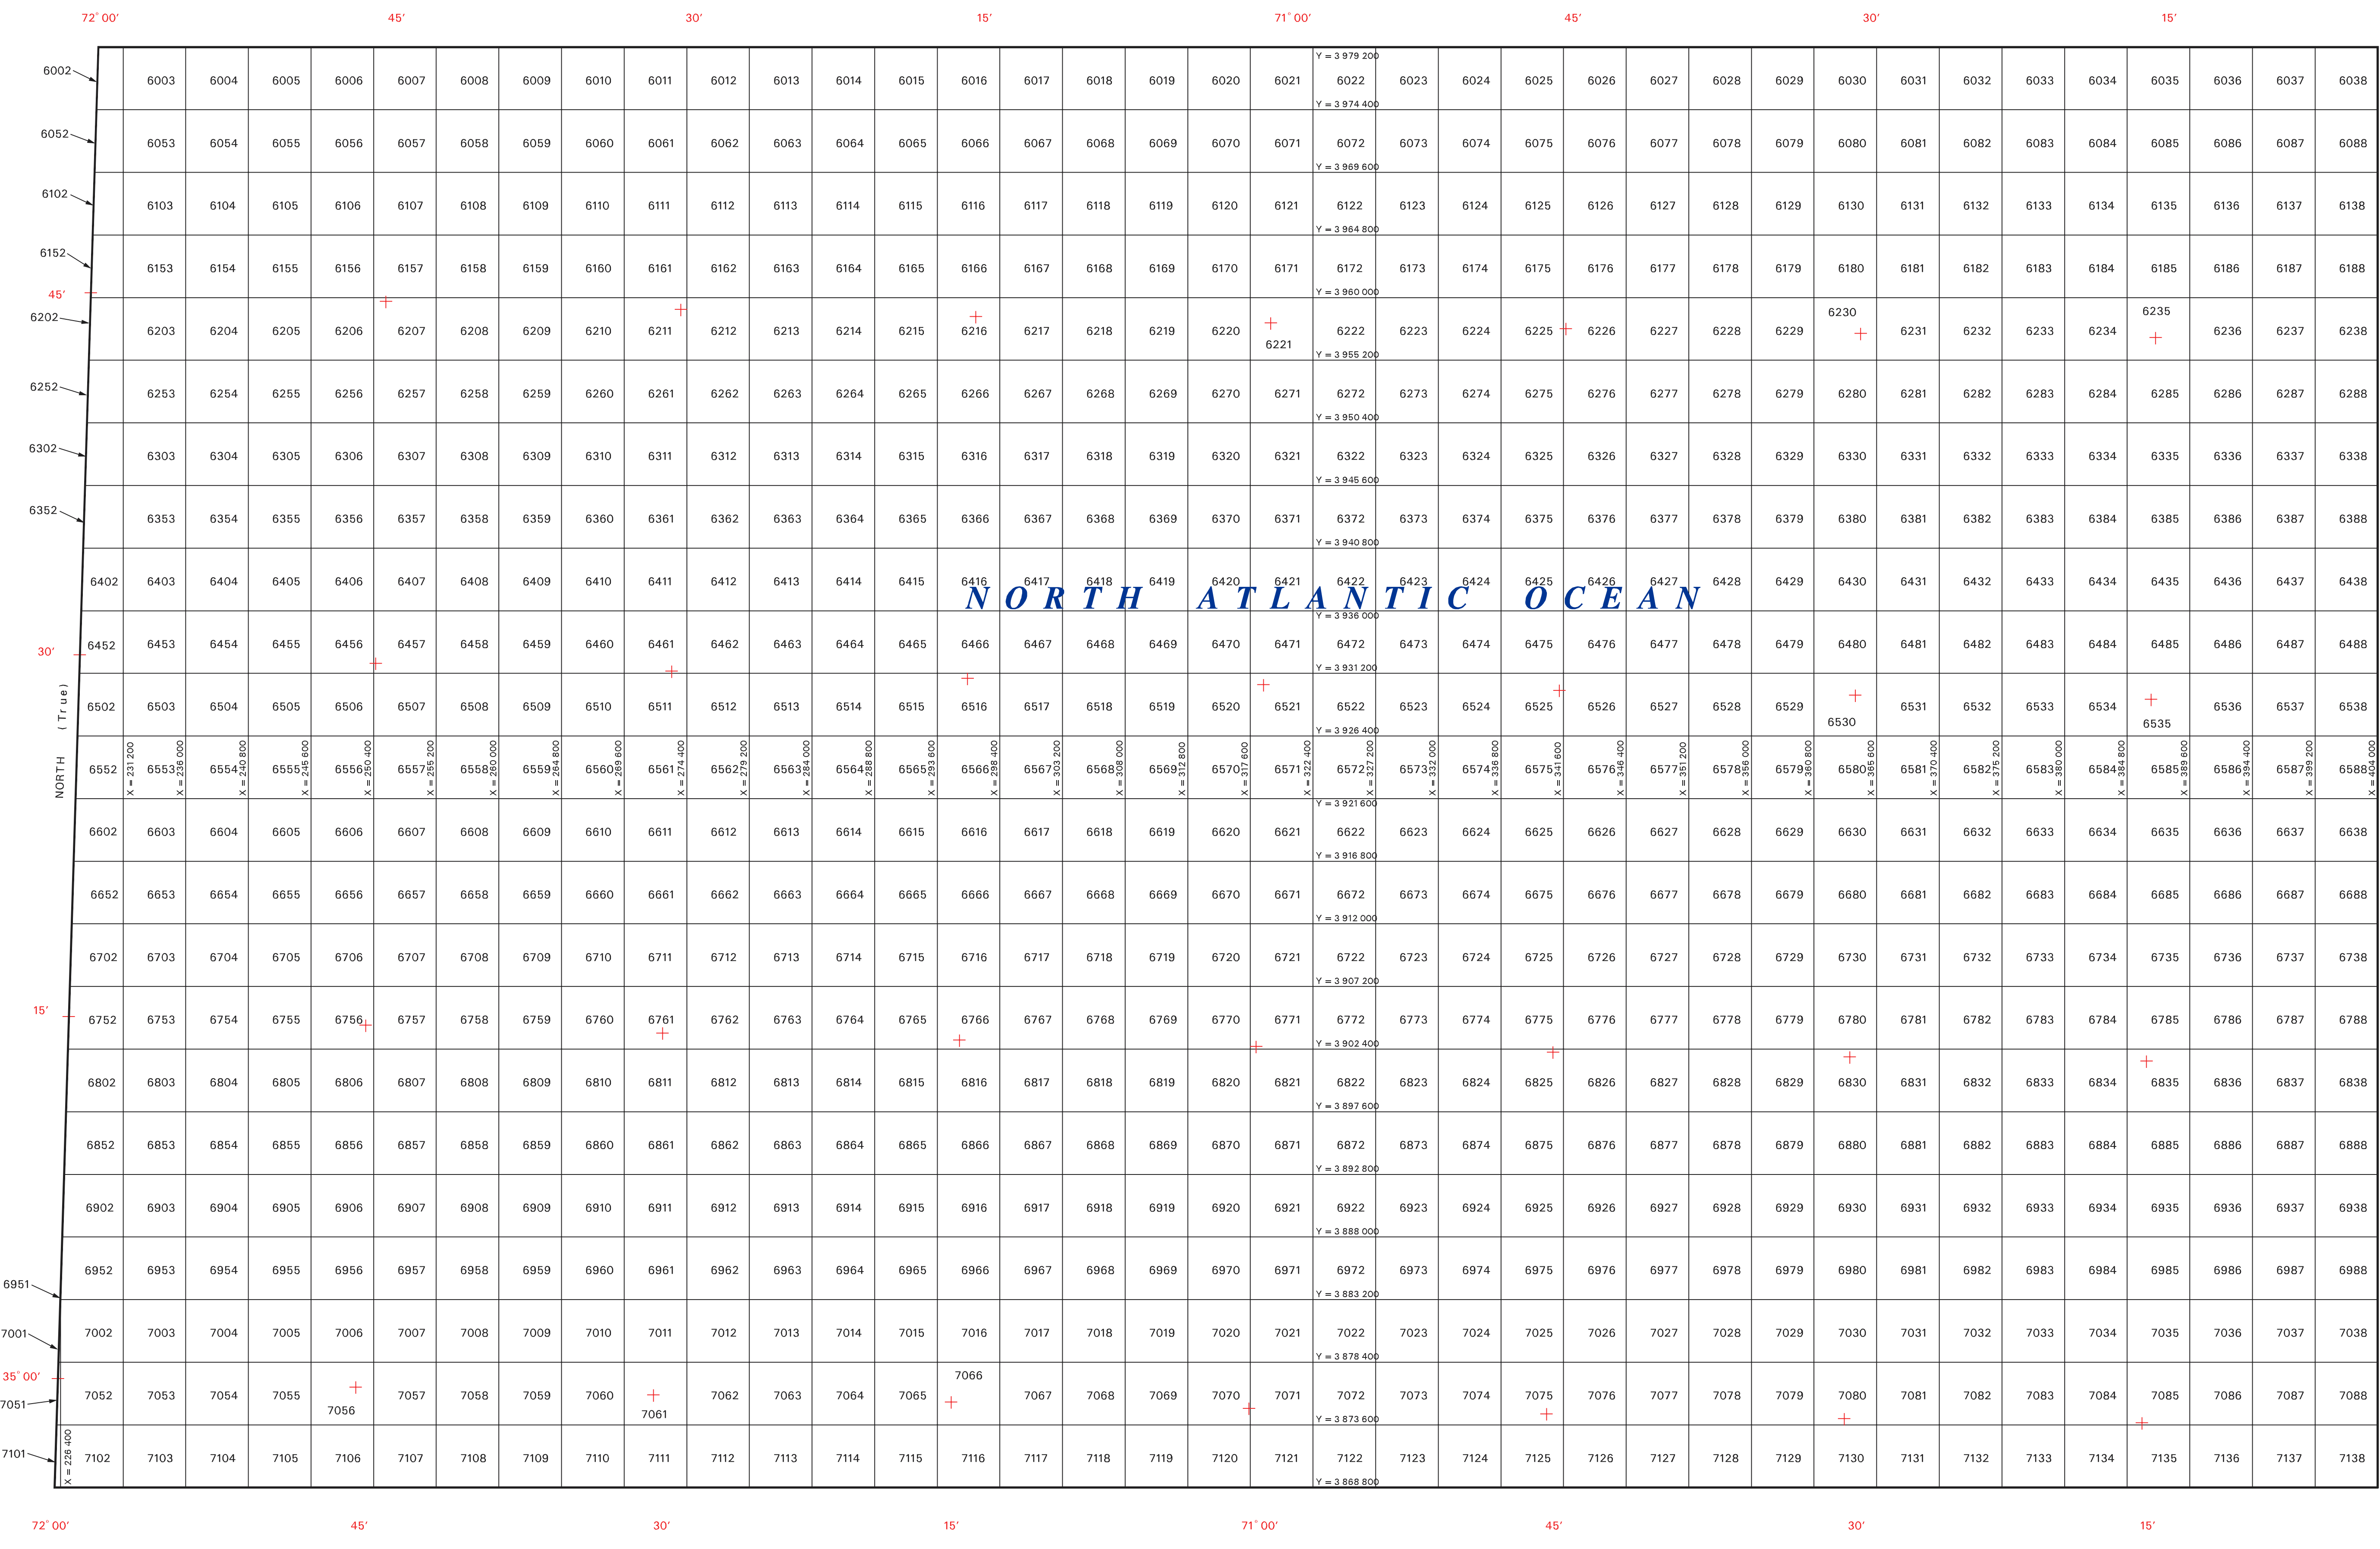 72° 00′ 45′ 30′ 15′ 71° 00′ 45′ 30′ 15′
Y = 3 979 200
6002 6003 6004 6005 6006 6007 6008 6009 6010 6011 6012 6013 6014 6015 6016 6017 6018 6019 6020 6021 6022 6023 6024 6025 6026 6027 6028 6029 6030 6031 6032 6033 6034 6035 6036 6037 6038
Y = 3 974 400
6052 6053 6054 6055 6056 6057 6058 6059 6060 6061 6062 6063 6064 6065 6066 6067 6068 6069 6070 6071 6072 6073 6074 6075 6076 6077 6078 6079 6080 6081 6082 6083 6084 6085 6086 6087 6088
Y = 3 969 600
6102 6103 6104 6105 6106 6107 6108 6109 6110 6111 6112 6113 6114 6115 6116 6117 6118 6119 6120 6121 6122 6123 6124 6125 6126 6127 6128 6129 6130 6131 6132 6133 6134 6135 6136 6137 6138
Y = 3 964 800
6152 6153 6154 6155 6156 6157 6158 6159 6160 6161 6162 6163 6164 6165 6166 6167 6168 6169 6170 6171 6172 6173 6174 6175 6176 6177 6178 6179 6180 6181 6182 6183 6184 6185 6186 6187 6188
45′
Y = 3 960 000
6202 6203 6204 6205 6206 6207 6208 6209 6210 6211 6212 6213 6214 6215 6216 6217 6218 6219 6220 6221 6222 6223 6224 6225 6226 6227 6228 6229 6230 6231 6232 6233 6234 6235 6236 6237 6238
Y = 3 955 200
6252 6253 6254 6255 6256 6257 6258 6259 6260 6261 6262 6263 6264 6265 6266 6267 6268 6269 6270 6271 6272 6273 6274 6275 6276 6277 6278 6279 6280 6281 6282 6283 6284 6285 6286 6287 6288
Y = 3 950 400
6302 6303 6304 6305 6306 6307 6308 6309 6310 6311 6312 6313 6314 6315 6316 6317 6318 6319 6320 6321 6322 6323 6324 6325 6326 6327 6328 6329 6330 6331 6332 6333 6334 6335 6336 6337 6338
Y = 3 945 600
6352 6353 6354 6355 6356 6357 6358 6359 6360 6361 6362 6363 6364 6365 6366 6367 6368 6369 6370 6371 6372 6373 6374 6375 6376 6377 6378 6379 6380 6381 6382 6383 6384 6385 6386 6387 6388
Y = 3 940 800
6402 6403 6404 6405 6406 6407 6408 6409 6410 6411 6412 6413 6414 6415 6416 6417 6418 6419 6420 6421 6422 6423 6424 6425 6426 6427 6428 6429 6430 6431 6432 6433 6434 6435 6436 6437 6438
NORTH ATLANTIC OCEAN
Y = 3 936 000
6452 6453 6454 6455 6456 6457 6458 6459 6460 6461 6462 6463 6464 6465 6466 6467 6468 6469 6470 6471 6472 6473 6474 6475 6476 6477 6478 6479 6480 6481 6482 6483 6484 6485 6486 6487 6488
30′
Y = 3 931 200
6502 6503 6504 6505 6506 6507 6508 6509 6510 6511 6512 6513 6514 6515 6516 6517 6518 6519 6520 6521 6522 6523 6524 6525 6526 6527 6528 6529 6530 6531 6532 6533 6534 6535 6536 6537 6538
Y = 3 926 400
NORTH (True)
6552 6553 6554 6555 6556 6557 6558 6559 6560 6561 6562 6563 6564 6565 6566 6567 6568 6569 6570 6571 6572 6573 6574 6575 6576 6577 6578 6579 6580 6581 6582 6583 6584 6585 6586 6587 6588
X = 231 200 X = 236 000 X = 240 800 X = 245 600 X = 250 400 X = 255 200 X = 260 000 X = 264 800 X = 269 600 X = 274 400 X = 279 200 X = 284 000 X = 288 800 X = 293 600 X = 298 400 X = 303 200 X = 308 000 X = 312 800 X = 317 600 X = 322 400 X = 327 200 X = 332 000 X = 336 800 X = 341 600 X = 346 400 X = 351 200 X = 356 000 X = 360 800 X = 365 600 X = 370 400 X = 375 200 X = 380 000 X = 384 800 X = 389 600 X = 394 400 X = 399 200 X = 404 000
Y = 3 921 600
6602 6603 6604 6605 6606 6607 6608 6609 6610 6611 6612 6613 6614 6615 6616 6617 6618 6619 6620 6621 6622 6623 6624 6625 6626 6627 6628 6629 6630 6631 6632 6633 6634 6635 6636 6637 6638
Y = 3 916 800
6652 6653 6654 6655 6656 6657 6658 6659 6660 6661 6662 6663 6664 6665 6666 6667 6668 6669 6670 6671 6672 6673 6674 6675 6676 6677 6678 6679 6680 6681 6682 6683 6684 6685 6686 6687 6688
Y = 3 912 000
6702 6703 6704 6705 6706 6707 6708 6709 6710 6711 6712 6713 6714 6715 6716 6717 6718 6719 6720 6721 6722 6723 6724 6725 6726 6727 6728 6729 6730 6731 6732 6733 6734 6735 6736 6737 6738
Y = 3 907 200
15′
6752 6753 6754 6755 6756 6757 6758 6759 6760 6761 6762 6763 6764 6765 6766 6767 6768 6769 6770 6771 6772 6773 6774 6775 6776 6777 6778 6779 6780 6781 6782 6783 6784 6785 6786 6787 6788
Y = 3 902 400
6802 6803 6804 6805 6806 6807 6808 6809 6810 6811 6812 6813 6814 6815 6816 6817 6818 6819 6820 6821 6822 6823 6824 6825 6826 6827 6828 6829 6830 6831 6832 6833 6834 6835 6836 6837 6838
Y = 3 897 600
6852 6853 6854 6855 6856 6857 6858 6859 6860 6861 6862 6863 6864 6865 6866 6867 6868 6869 6870 6871 6872 6873 6874 6875 6876 6877 6878 6879 6880 6881 6882 6883 6884 6885 6886 6887 6888
Y = 3 892 800
6902 6903 6904 6905 6906 6907 6908 6909 6910 6911 6912 6913 6914 6915 6916 6917 6918 6919 6920 6921 6922 6923 6924 6925 6926 6927 6928 6929 6930 6931 6932 6933 6934 6935 6936 6937 6938
Y = 3 888 000
6951 6952 6953 6954 6955 6956 6957 6958 6959 6960 6961 6962 6963 6964 6965 6966 6967 6968 6969 6970 6971 6972 6973 6974 6975 6976 6977 6978 6979 6980 6981 6982 6983 6984 6985 6986 6987 6988
Y = 3 883 200
7001 7002 7003 7004 7005 7006 7007 7008 7009 7010 7011 7012 7013 7014 7015 7016 7017 7018 7019 7020 7021 7022 7023 7024 7025 7026 7027 7028 7029 7030 7031 7032 7033 7034 7035 7036 7037 7038
Y = 3 878 400
35° 00′
7051 7052 7053 7054 7055 7056 7057 7058 7059 7060 7061 7062 7063 7064 7065 7066 7067 7068 7069 7070 7071 7072 7073 7074 7075 7076 7077 7078 7079 7080 7081 7082 7083 7084 7085 7086 7087 7088
Y = 3 873 600
7101 X = 226 400 7102 7103 7104 7105 7106 7107 7108 7109 7110 7111 7112 7113 7114 7115 7116 7117 7118 7119 7120 7121 7122 7123 7124 7125 7126 7127 7128 7129 7130 7131 7132 7133 7134 7135 7136 7137 7138
Y = 3 868 800
72° 00′ 45′ 30′ 15′ 71° 00′ 45′ 30′ 15′